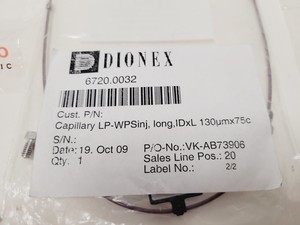 DIONEX
6720.0032
Cust. P/N:
Capillary LP-WPSinj, long,IDxL 130µmx75c
S/N.:
Date: 19. Oct 09 P/O-No.:VK-AB73906
Qty. 1 Sales Line Pos.: 20
Label No.: 2/2